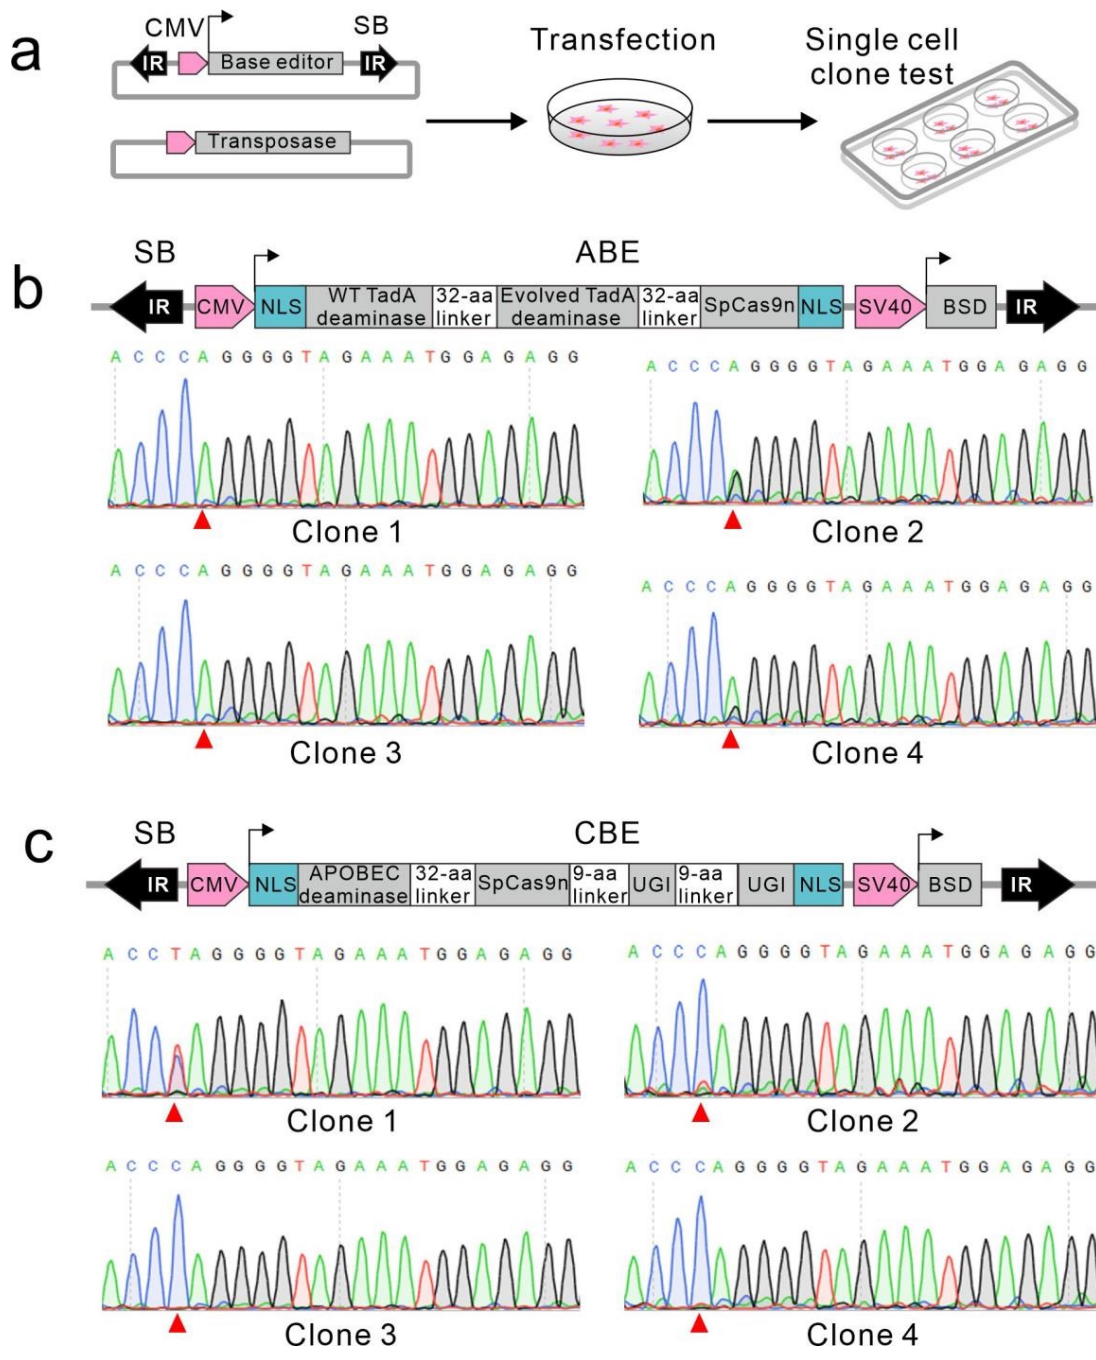 a
CMV
SB
IR
Base editor
IR
Transposase
Transfection
Single cell
clone test
b
SB
ABE
IR
CMV
NLS
WT TadA
deaminase
32-aa
linker
Evolved TadA
deaminase
32-aa
linker
SpCas9n
NLS
SV40
BSD
IR
A C C C A G G G G T A G A A A T G G A G A G G
Clone 1
A C C C A G G G G T A G A A A T G G A G A G G
Clone 2
A C C C A G G G G T A G A A A T G G A G A G G
Clone 3
A C C C A G G G G T A G A A A T G G A G A G G
Clone 4
c
SB
CBE
IR
CMV
NLS
APOBEC
deaminase
32-aa
linker
SpCas9n
9-aa
linker
UGI
9-aa
linker
UGI
NLS
SV40
BSD
IR
A C C T A G G G G T A G A A A T G G A G A G G
Clone 1
A C C C A G G G G T A G A A A T G G A G A G G
Clone 2
A C C C A G G G G T A G A A A T G G A G A G G
Clone 3
A C C C A G G G G T A G A A A T G G A G A G G
Clone 4